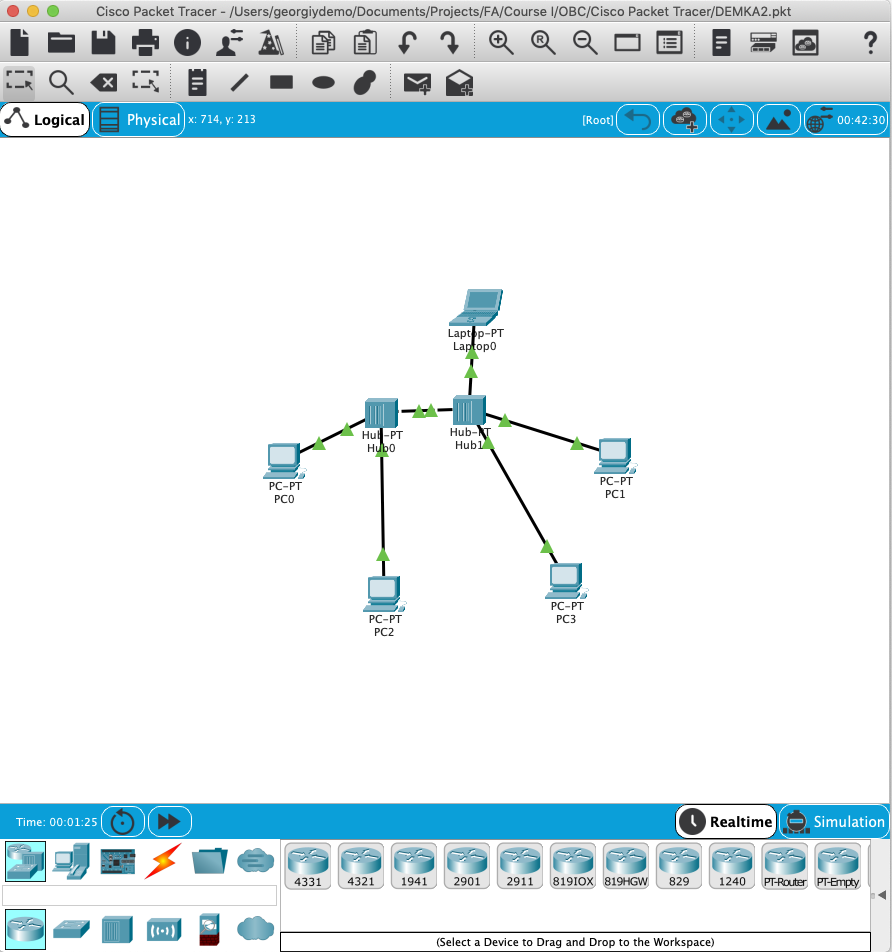 Cisco Packet Tracer - /Users/georgiydemo/Documents/Projects/FA/Course I/OBC/Cisco Packet Tracer/DEMKA2.pkt
Logical
Physical
x: 714, y: 213
[Root]
00:42:30
Laptop-PT
Laptop0
Hub-PT
Hub0
Hub-PT
Hub1
PC-PT
PC0
PC-PT
PC1
PC-PT
PC2
PC-PT
PC3
Time: 00:01:25
Realtime
Simulation
4331
4321
1941
2901
2911
819IOX
819HGW
829
1240
PT-Router
PT-Empty
(Select a Device to Drag and Drop to the Workspace)